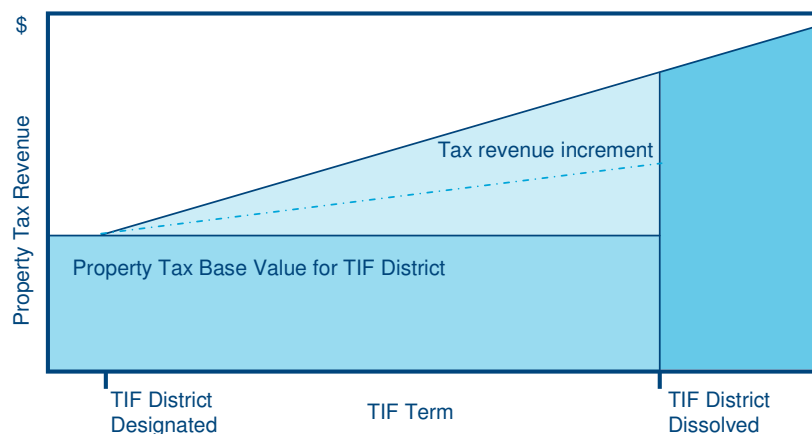 $
Property Tax Revenue
Tax revenue increment
Property Tax Base Value for TIF District
TIF District
Designated
TIF Term
TIF District
Dissolved